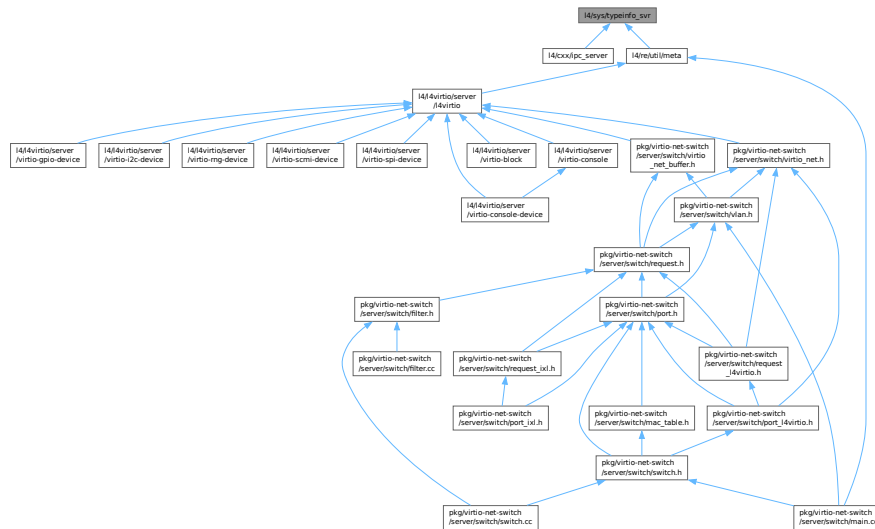 l4/sys/typeinfo_svr
l4/cxx/ipc_server
l4/re/util/meta
l4/l4virtio/server
/l4virtio
l4/l4virtio/server
/virtio-gpio-device
l4/l4virtio/server
/virtio-i2c-device
l4/l4virtio/server
/virtio-rng-device
l4/l4virtio/server
/virtio-scmi-device
l4/l4virtio/server
/virtio-spi-device
l4/l4virtio/server
/virtio-block
l4/l4virtio/server
/virtio-console
pkg/virtio-net-switch
/server/switch/virtio
_net_buffer.h
pkg/virtio-net-switch
/server/switch/virtio_net.h
l4/l4virtio/server
/virtio-console-device
pkg/virtio-net-switch
/server/switch/vlan.h
pkg/virtio-net-switch
/server/switch/request.h
pkg/virtio-net-switch
/server/switch/filter.h
pkg/virtio-net-switch
/server/switch/port.h
pkg/virtio-net-switch
/server/switch/filter.cc
pkg/virtio-net-switch
/server/switch/request_ixl.h
pkg/virtio-net-switch
/server/switch/request
_l4virtio.h
pkg/virtio-net-switch
/server/switch/port_ixl.h
pkg/virtio-net-switch
/server/switch/mac_table.h
pkg/virtio-net-switch
/server/switch/port_l4virtio.h
pkg/virtio-net-switch
/server/switch/switch.h
pkg/virtio-net-switch
/server/switch/switch.cc
pkg/virtio-net-switch
/server/switch/main.c